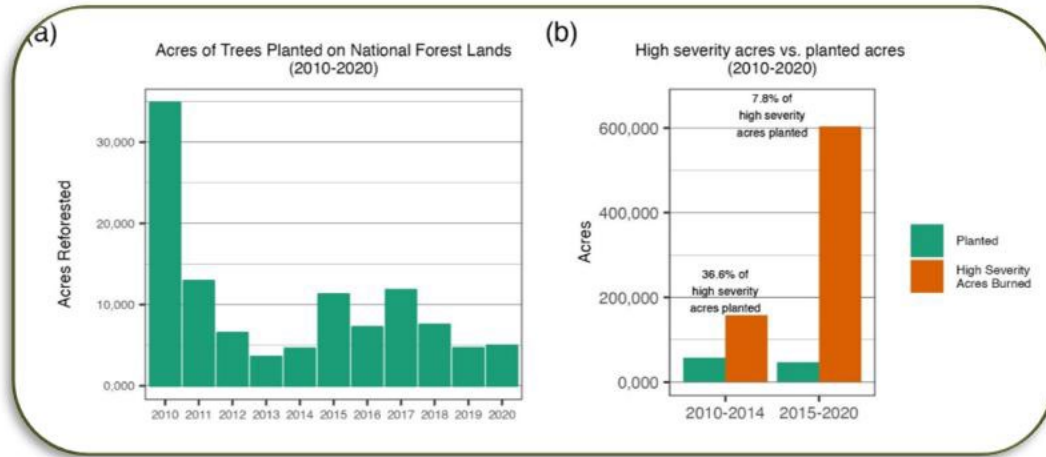 (a)
Acres of Trees Planted on National Forest Lands
(2010-2020)
Acres Reforested
30,000
20,000
10,000
0,000
2010 2011 2012 2013 2014 2015 2016 2017 2018 2019 2020
(b)
High severity acres vs. planted acres
(2010-2020)
7.8% of
high severity
acres planted
36.6% of
high severity
acres planted
Acres
600,000
400,000
200,000
0,000
2010-2014 2015-2020
Planted
High Severity
Acres Burned